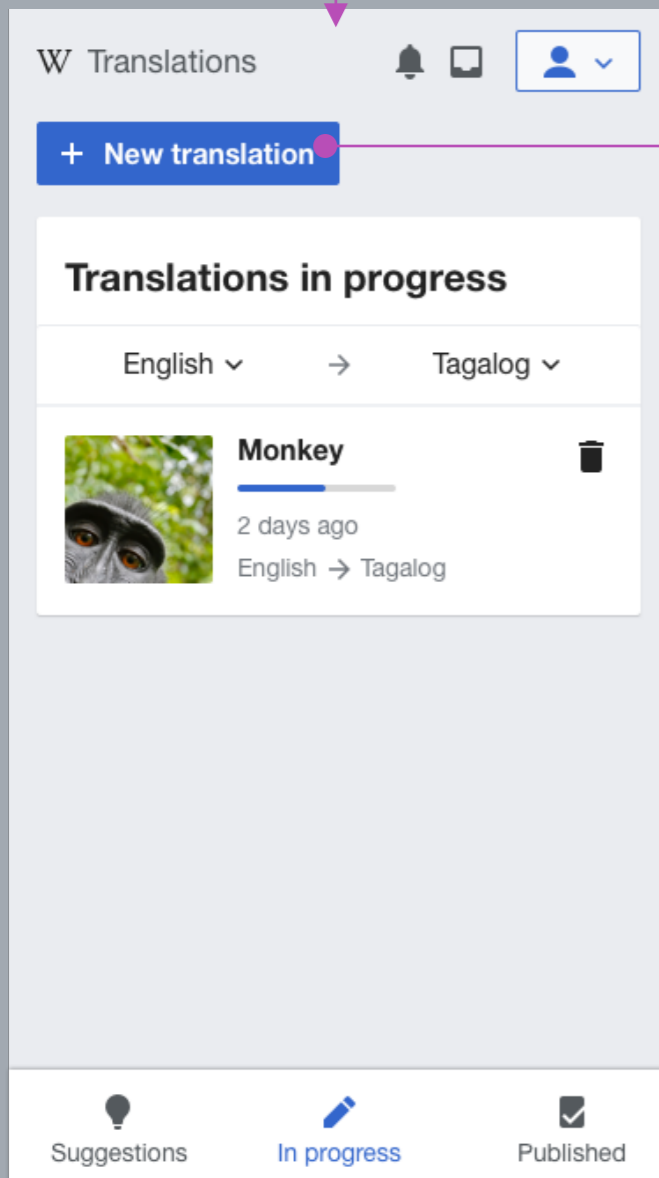 W Translations
+ New translation
Translations in progress
English → Tagalog
Monkey
2 days ago
English → Tagalog
Suggestions In progress Published